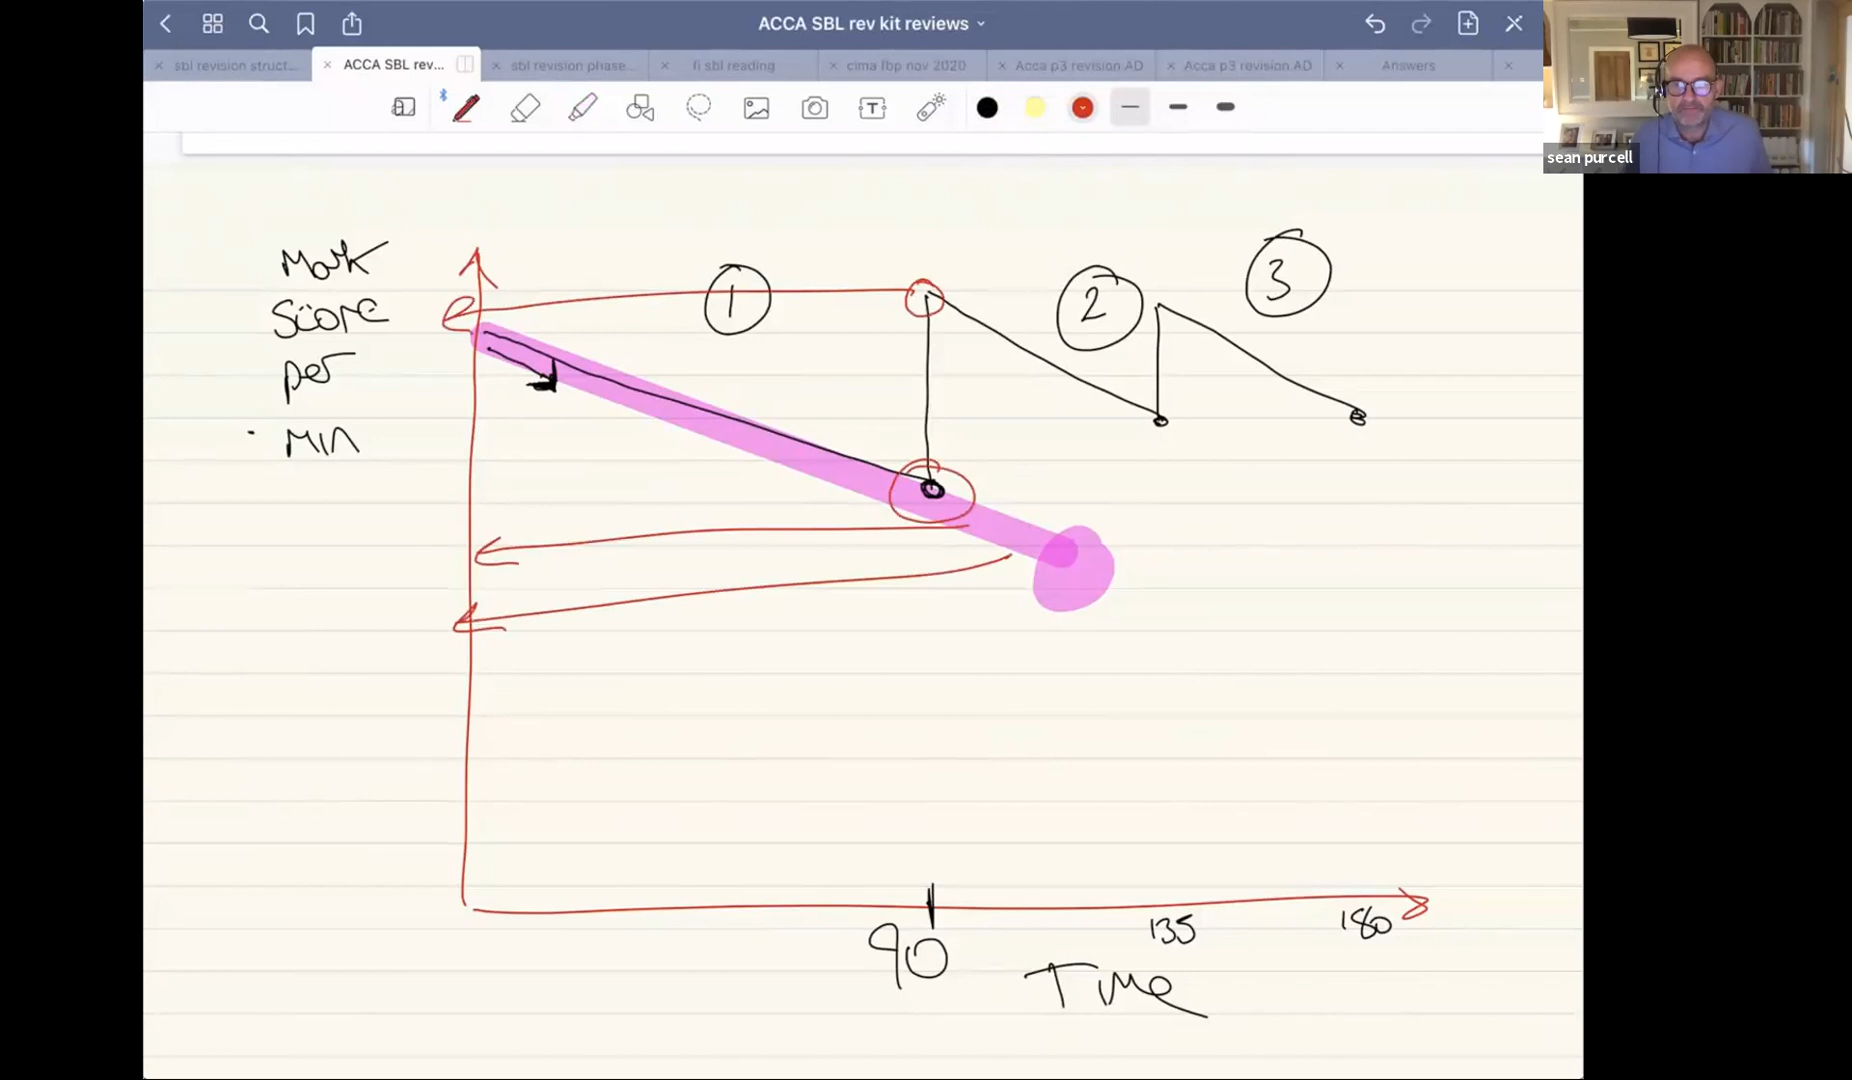 ACCA SBL rev kit reviews
sbl revision struct...
ACCA SBL rev...
sbl revision phase...
fi sbl reading
cima fbp nov 2020
Acca p3 revision AD
Acca p3 revision AD
Answers
T
sean purcell
Mark
Score
per
Min
1
2
3
90
135
180
Time